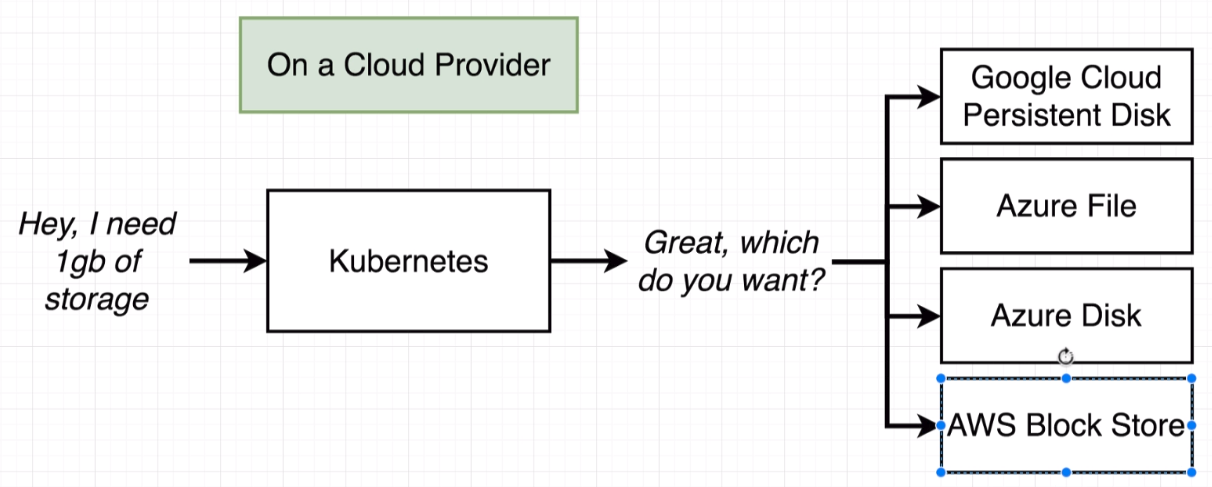 On a Cloud Provider
Hey, I need
1gb of
storage
Kubernetes
Great, which
do you want?
Google Cloud
Persistent Disk
Azure File
Azure Disk
AWS Block Store